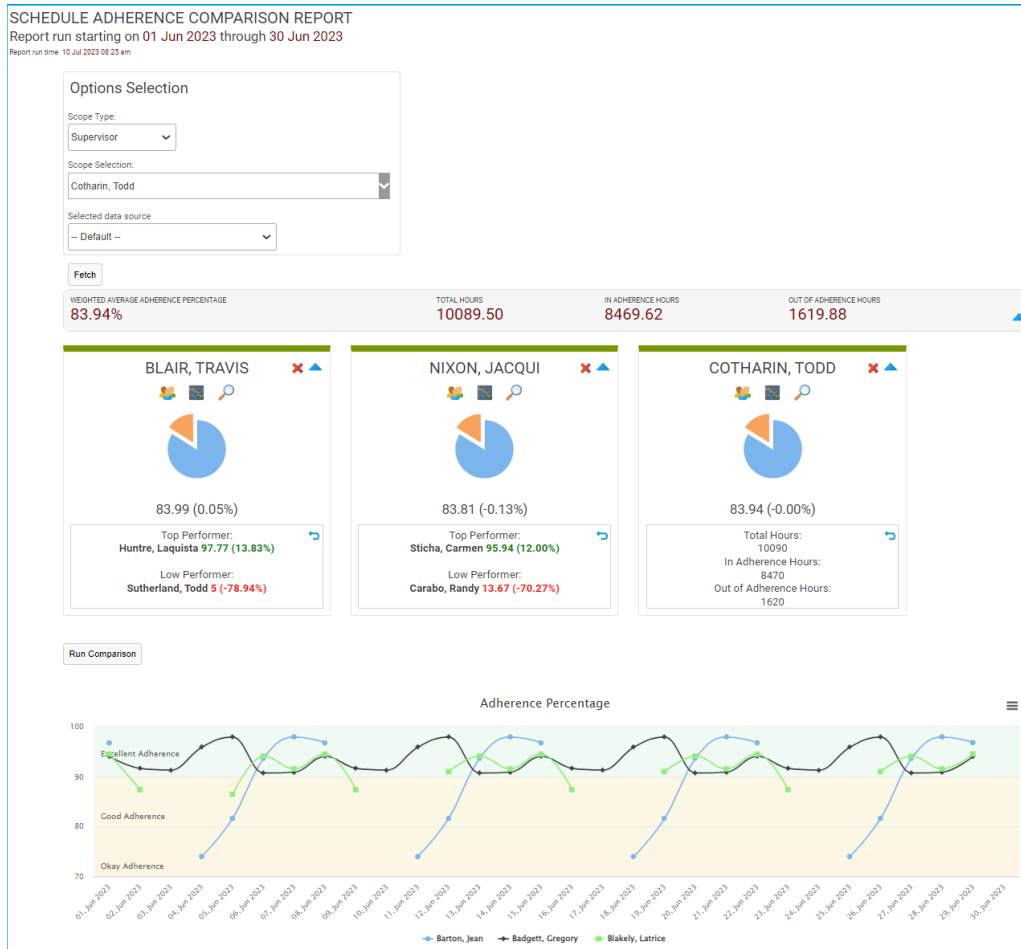 SCHEDULE ADHERENCE COMPARISON REPORT
Report run starting on 01 Jun 2023 through 30 Jun 2023
Report run time 10 Jul 2023 08:25 am
Options Selection
Scope Type:
Supervisor
Scope Selection:
Cotharin, Todd
Selected data source
-- Default --
Fetch
WEIGHTED AVERAGE ADHERENCE PERCENTAGE TOTAL HOURS IN ADHERENCE HOURS OUT OF ADHERENCE HOURS
83.94% 10089.50 8469.62 1619.88
BLAIR, TRAVIS
83.99 (0.05%)
Top Performer:
Huntre, Laquista 97.77 (13.83%)
Low Performer:
Sutherland, Todd 5 (-78.94%)
NIXON, JACQUI
83.81 (-0.13%)
Top Performer:
Sticha, Carmen 95.94 (12.00%)
Low Performer:
Carabo, Randy 13.67 (-70.27%)
COTHARIN, TODD
83.94 (-0.00%)
Total Hours:
10090
In Adherence Hours:
8470
Out of Adherence Hours:
1620
Run Comparison
Adherence Percentage
100
Excellent Adherence
90
Good Adherence
80
Okay Adherence
70
01, Jun 2023
02, Jun 2023
03, Jun 2023
04, Jun 2023
05, Jun 2023
06, Jun 2023
07, Jun 2023
08, Jun 2023
09, Jun 2023
10, Jun 2023
11, Jun 2023
12, Jun 2023
13, Jun 2023
14, Jun 2023
15, Jun 2023
16, Jun 2023
17, Jun 2023
18, Jun 2023
19, Jun 2023
20, Jun 2023
21, Jun 2023
22, Jun 2023
23, Jun 2023
24, Jun 2023
25, Jun 2023
26, Jun 2023
27, Jun 2023
28, Jun 2023
29, Jun 2023
30, Jun 2023
Barton, Jean Badgett, Gregory Blakely, Latrice